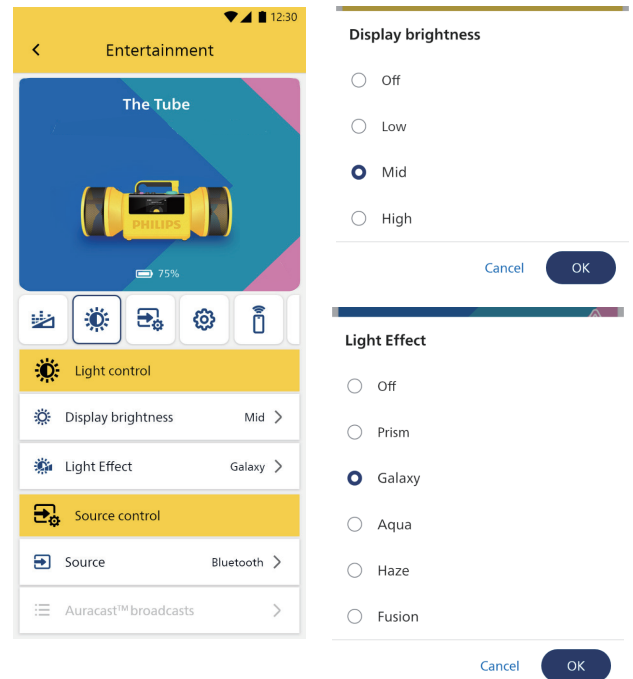 12:30
Entertainment
The Tube
PHILIPS
75%
Light control
Display brightness Mid
Light Effect Galaxy
Source control
Source Bluetooth
Auracast™ broadcasts
Display brightness
Off
Low
Mid
High
Cancel OK
Light Effect
Off
Prism
Galaxy
Aqua
Haze
Fusion
Cancel OK